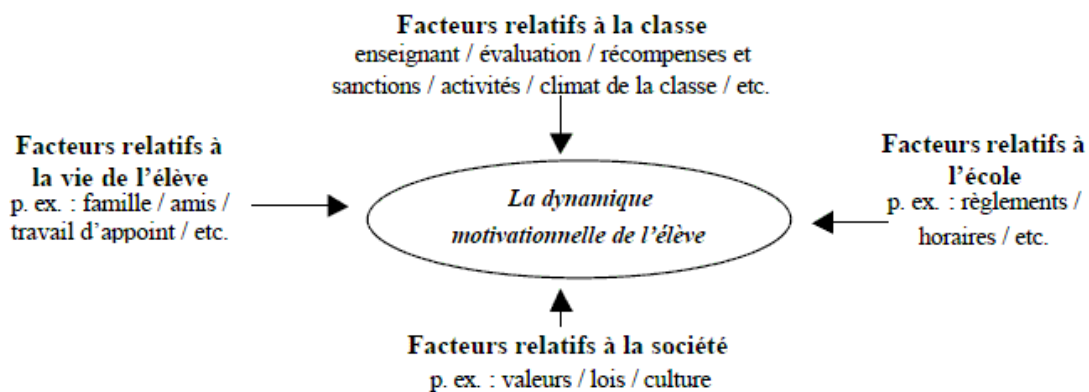 Facteurs relatifs à la classe
enseignant / évaluation / récompenses et
sanctions / activités / climat de la classe / etc.
Facteurs relatifs à
la vie de l'élève
p. ex. : famille / amis /
travail d'appoint / etc.
La dynamique
motivationnelle de l'élève
Facteurs relatifs à
l'école
p. ex. : règlements /
horaires / etc.
Facteurs relatifs à la société
p. ex. : valeurs / lois / culture